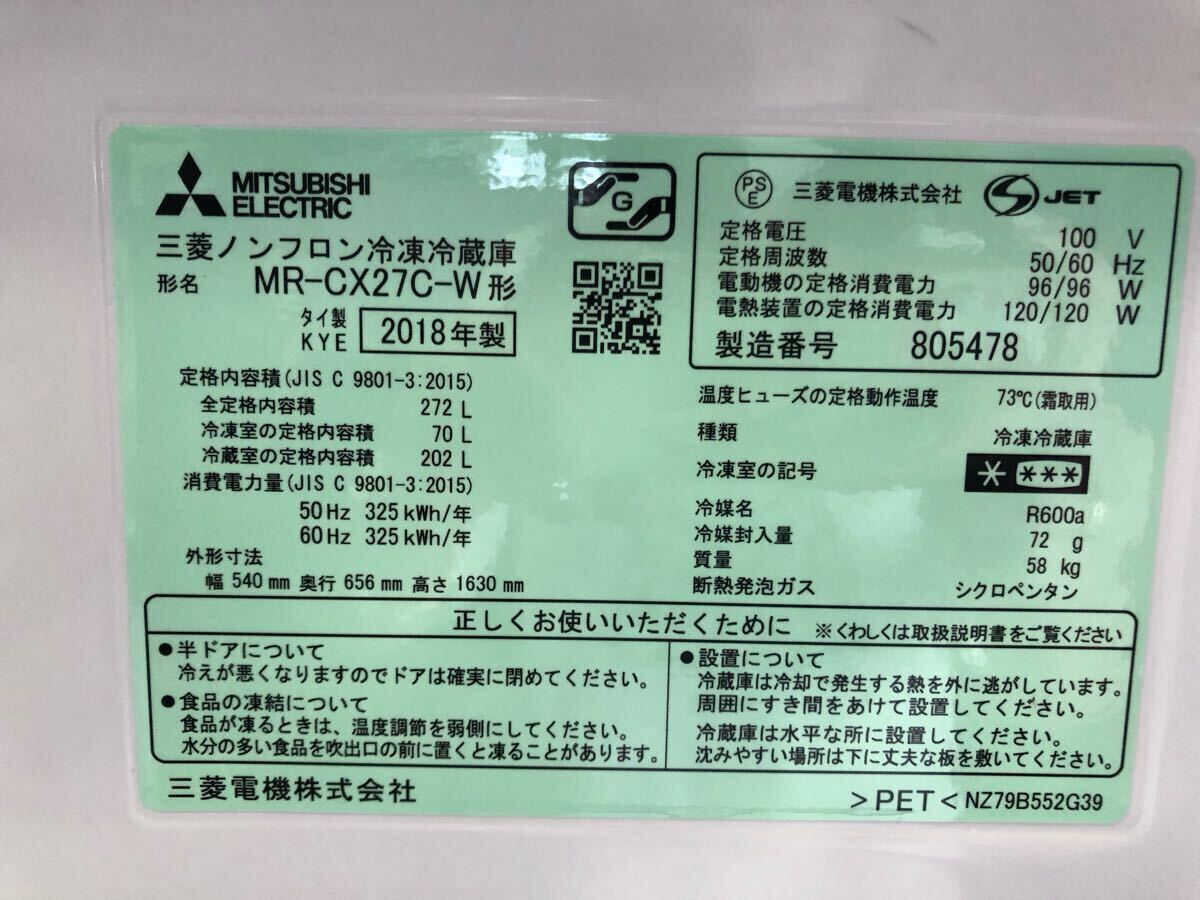 MITSUBISHI
ELECTRIC
三菱ノンフロン冷凍冷蔵庫
形名 MR-CX27C-W形
タイ製
KYE
2018年製
G
定格内容積(JIS C 9801-3:2015)
全定格内容積 272 L
冷凍室の定格内容積 70 L
冷蔵室の定格内容積 202 L
消費電力量(JIS C 9801-3:2015)
50Hz 325kWh/年
60Hz 325kWh/年
外形寸法
幅 540mm 奥行 656mm 高さ 1630mm
PS
E
三菱電機株式会社
S JET
定格電圧 100 V
定格周波数 50/60 Hz
電動機の定格消費電力 96/96 W
電熱装置の定格消費電力 120/120 W
製造番号 805478
温度ヒューズの定格動作温度 73℃(霜取用)
種類 冷凍冷蔵庫
冷凍室の記号 * ***
冷媒名 R600a
冷媒封入量 72 g
質量 58 kg
断熱発泡ガス シクロペンタン
正しくお使いいただくために ※くわしくは取扱説明書をご覧ください
●半ドアについて
冷えが悪くなりますのでドアは確実に閉めてください。
●食品の凍結について
食品が凍るときは、温度調節を弱側にしてください。
水分の多い食品を吹出口の前に置くと凍ることがあります。
●設置について
冷蔵庫は冷却で発生する熱を外に逃がしています。
周囲にすき間をあけて設置してください。
冷蔵庫は水平な所に設置してください。
沈みやすい場所は下に丈夫な板を敷いてください。
三菱電機株式会社
>PET< NZ79B552G39